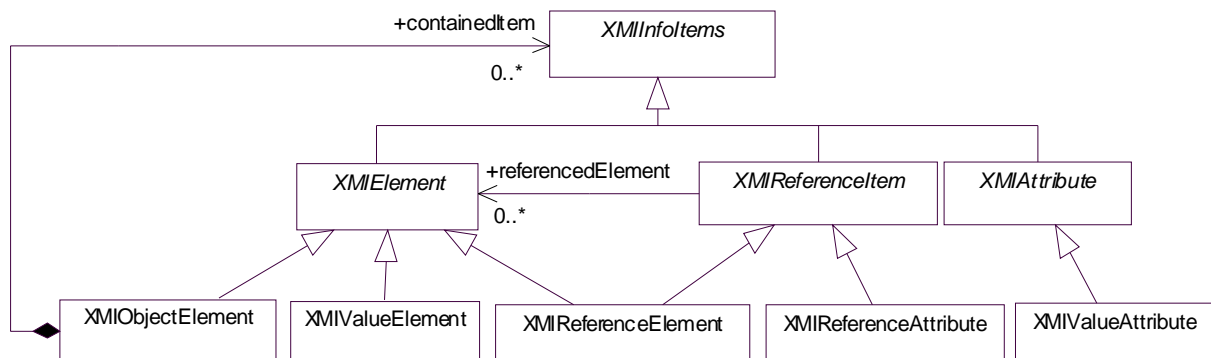 +containedItem
XMIInfoItems
0..*
XMIElement
+referencedElement
XMIReferenceItem
XMIAttribute
0..*
XMIObjectElement
XMIValueElement
XMIReferenceElement
XMIReferenceAttribute
XMIValueAttribute